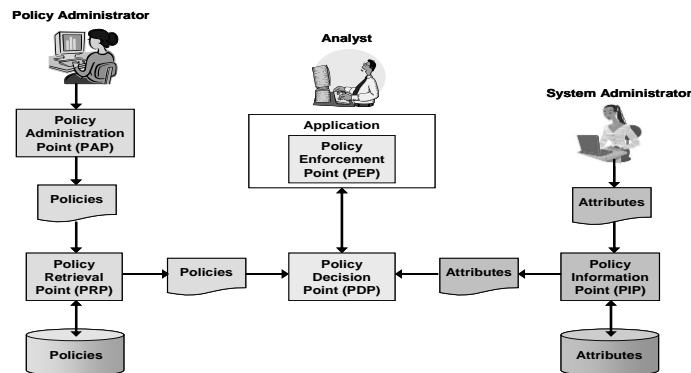 Policy Administrator
Analyst
System Administrator
Policy
Administration
Point (PAP)
Application
Policy
Enforcement
Point (PEP)
Policies
Attributes
Policy
Retrieval
Point (PRP)
Policies
Policy
Decision
Point (PDP)
Attributes
Policy
Information
Point (PIP)
Policies
Attributes